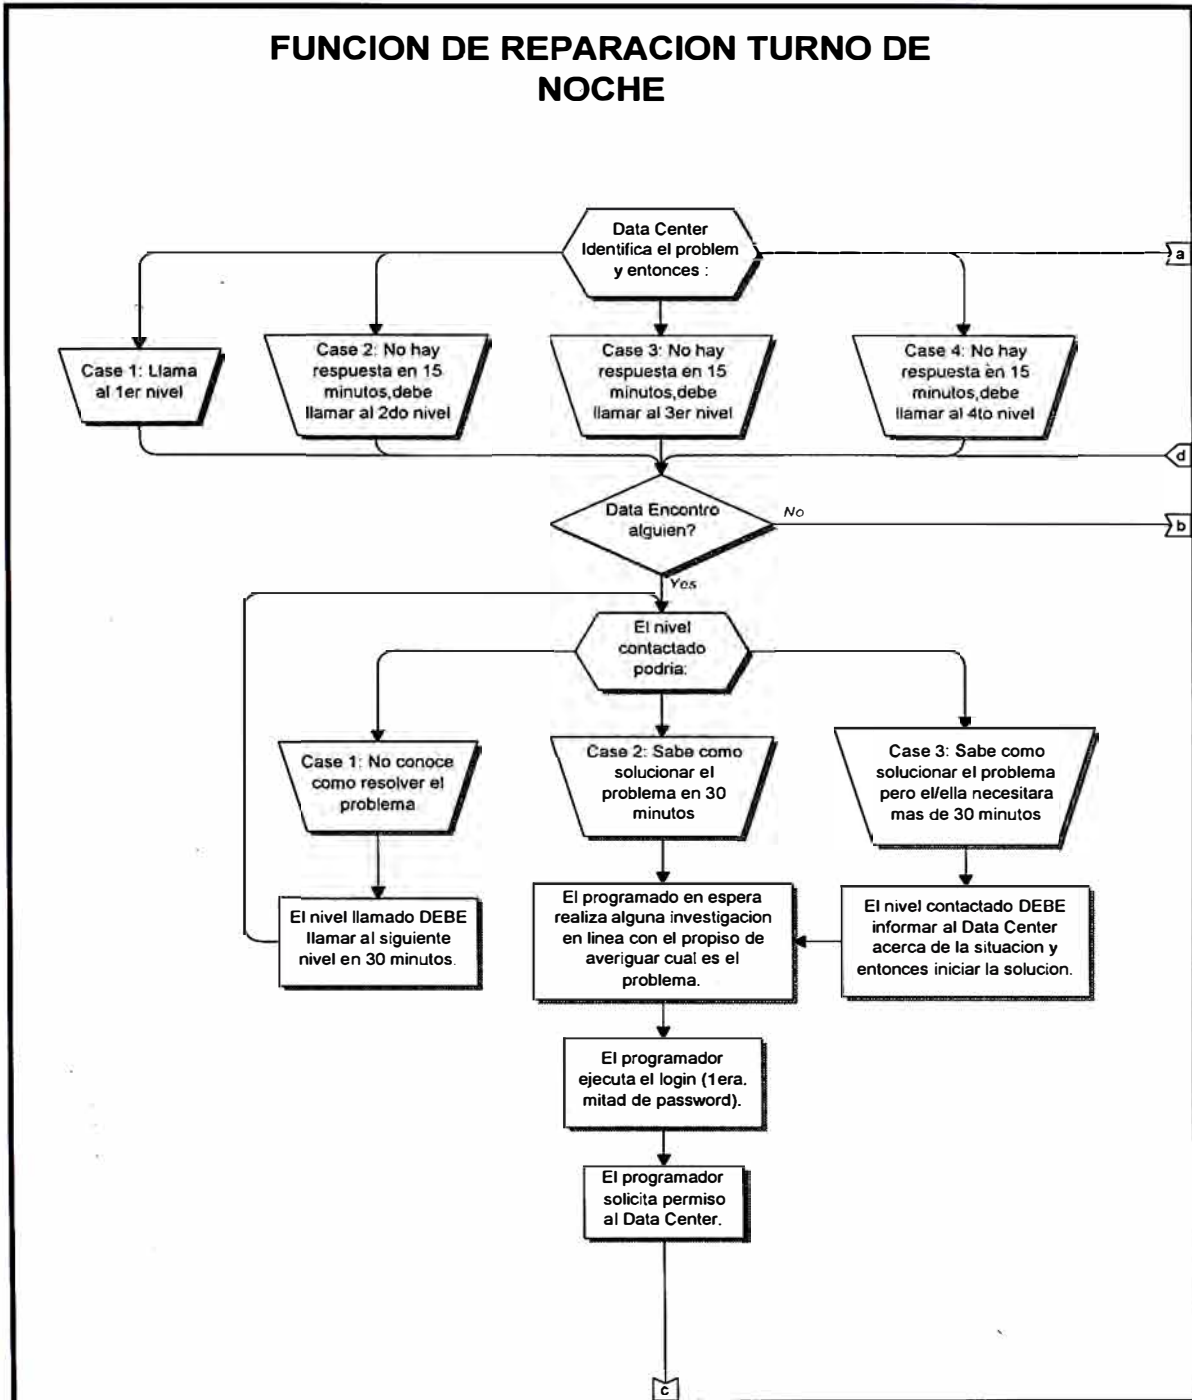 FUNCION DE REPARACION TURNO DE
NOCHE
Data Center
Identifica el problem
y entonces :
a
Case 1: Llama
al 1er nivel
Case 2: No hay
respuesta en 15
minutos,debe
llamar al 2do nivel
Case 3: No hay
respuesta en 15
minutos,debe
llamar al 3er nivel
Case 4: No hay
respuesta en 15
minutos,debe
llamar al 4to nivel
d
Data Encontro
alguien?
No
b
Yes
El nivel
contactado
podria:
Case 1: No conoce
como resolver el
problema
Case 2: Sabe como
solucionar el
problema en 30
minutos
Case 3: Sabe como
solucionar el problema
pero el/ella necesitara
mas de 30 minutos
El nivel llamado DEBE
llamar al siguiente
nivel en 30 minutos.
El programado en espera
realiza alguna investigacion
en linea con el propiso de
averiguar cual es el
problema.
El nivel contactado DEBE
informar al Data Center
acerca de la situacion y
entonces iniciar la solucion.
El programador
ejecuta el login (1era.
mitad de password).
El programador
solicita permiso
al Data Center.
c